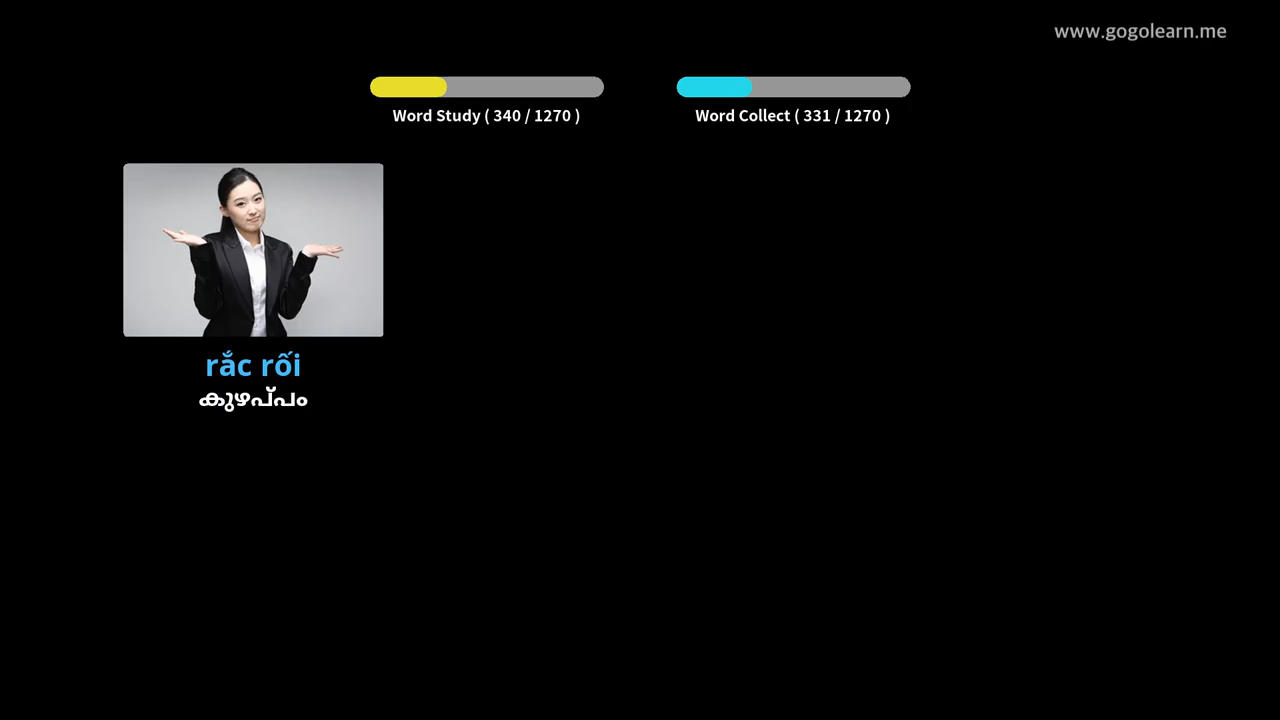 www.gogolearn.me
Word Study ( 340 / 1270 )
Word Collect ( 331 / 1270 )
rắc rối
കുഴപ്പം